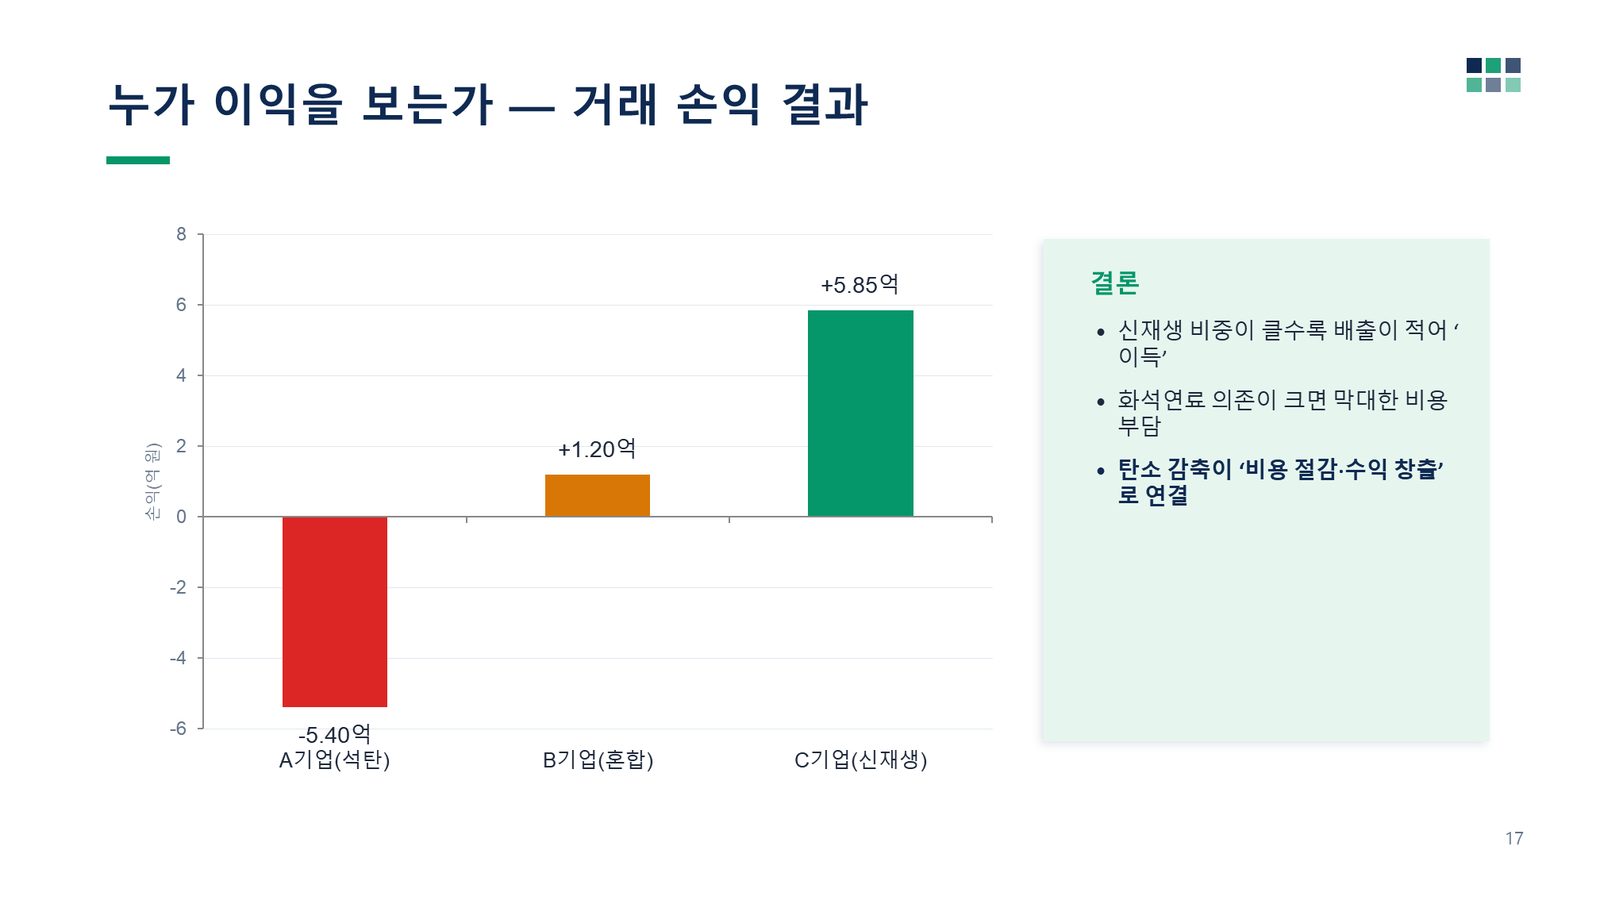 누가 이익을 보는가 — 거래 손익 결과
손익(억 원)
8
6
4
2
0
-2
-4
-6
-5.40억
+1.20억
+5.85억
A기업(석탄)
B기업(혼합)
C기업(신재생)
결론
• 신재생 비중이 클수록 배출이 적어 ‘
이득’
• 화석연료 의존이 크면 막대한 비용
부담
• 탄소 감축이 ‘비용 절감·수익 창출’
로 연결
17